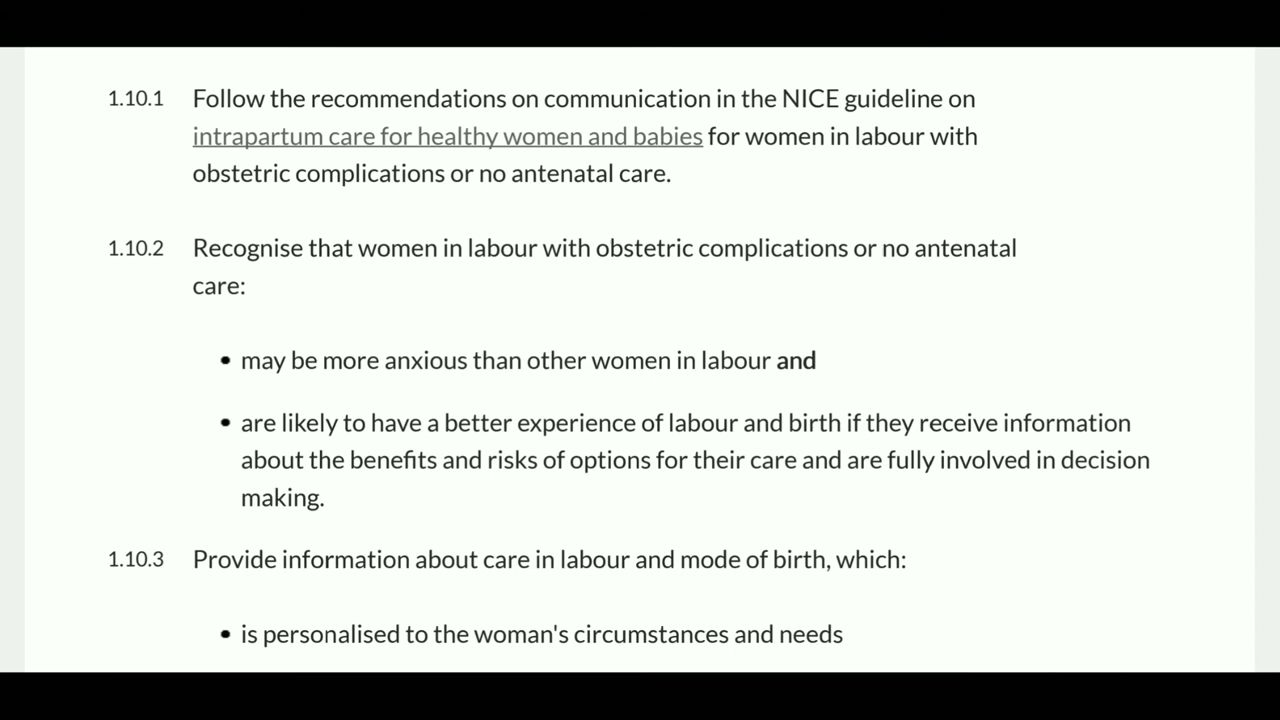 1.10.1 Follow the recommendations on communication in the NICE guideline on
intrapartum care for healthy women and babies for women in labour with
obstetric complications or no antenatal care.
1.10.2 Recognise that women in labour with obstetric complications or no antenatal
care:
• may be more anxious than other women in labour and
• are likely to have a better experience of labour and birth if they receive information
about the benefits and risks of options for their care and are fully involved in decision
making.
1.10.3 Provide information about care in labour and mode of birth, which:
• is personalised to the woman's circumstances and needs